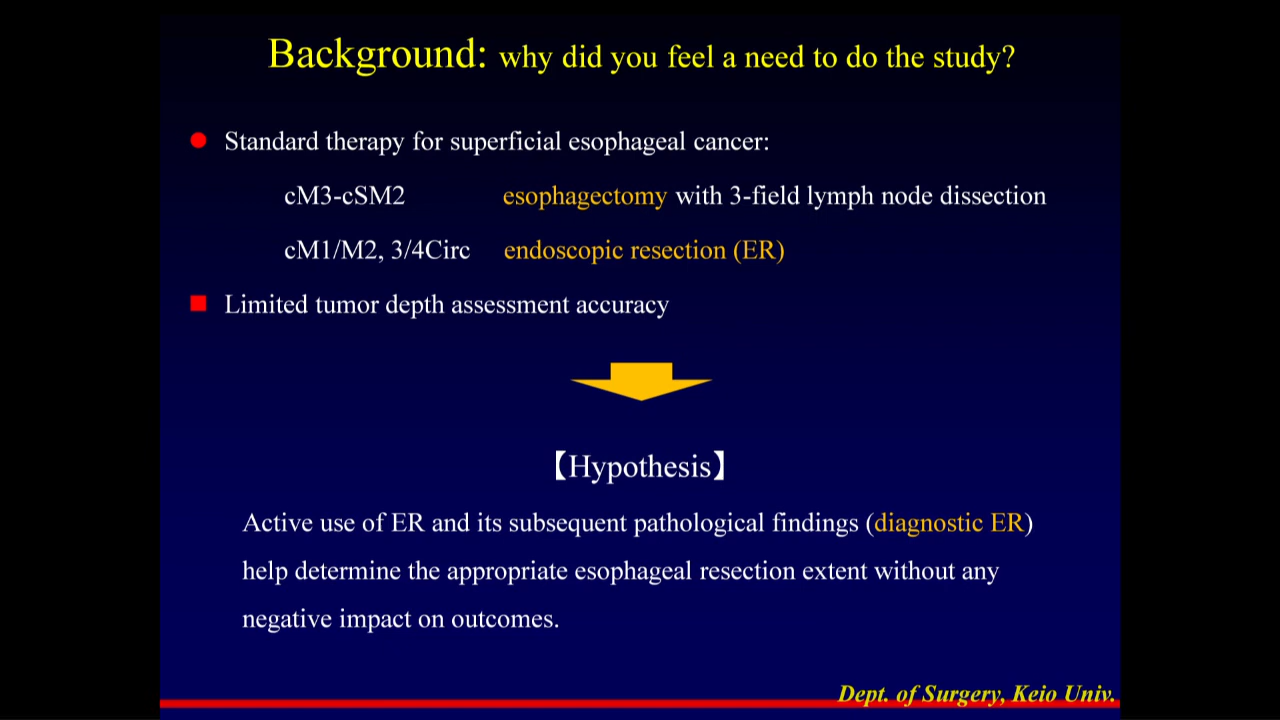 Background: why did you feel a need to do the study?
Standard therapy for superficial esophageal cancer:
cM3-cSM2 esophagectomy with 3-field lymph node dissection
cM1/M2, 3/4Circ endoscopic resection (ER)
Limited tumor depth assessment accuracy
【Hypothesis】
Active use of ER and its subsequent pathological findings (diagnostic ER)
help determine the appropriate esophageal resection extent without any
negative impact on outcomes.
Dept. of Surgery, Keio Univ.